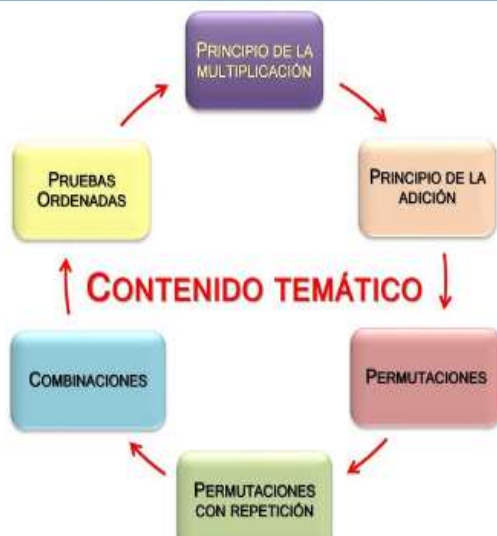 PRINCIPIO DE LA
MULTIPLICACIÓN
PRINCIPIO DE LA
ADICIÓN
PRUEBAS
ORDENADAS
CONTENIDO TEMÁTICO
PERMUTACIONES
COMBINACIONES
PERMUTACIONES
CON REPETICIÓN